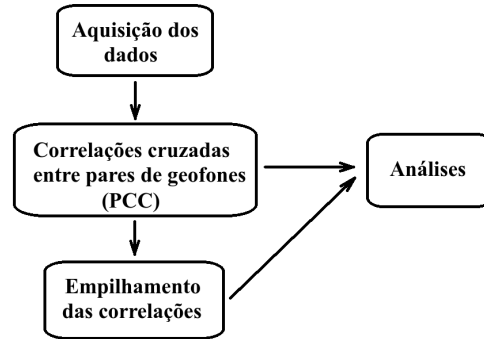 Aquisição dos
dados
Correlações cruzadas
entre pares de geofones
(PCC)
Análises
Empilhamento
das correlações